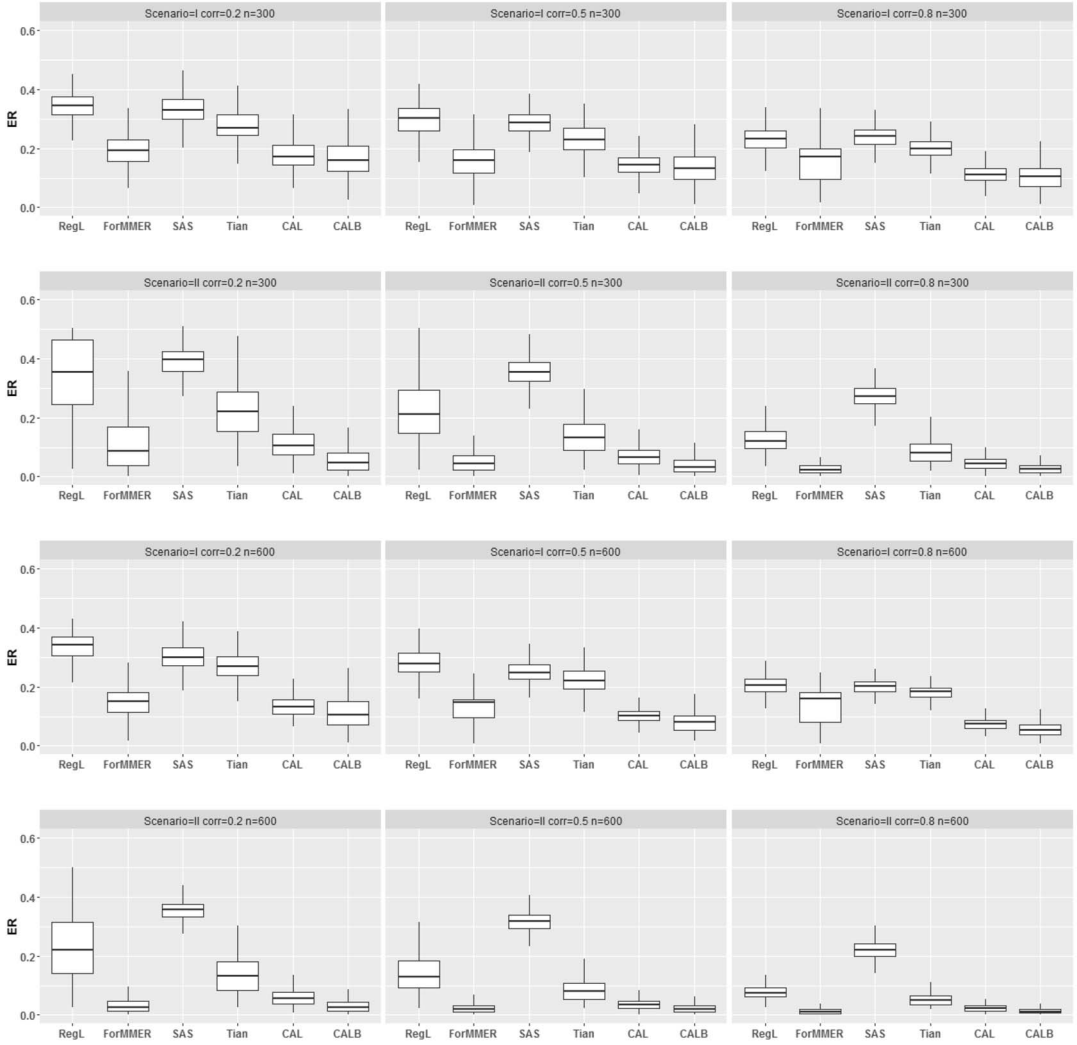 Scenario=I corr=0.2 n=300 Scenario=I corr=0.5 n=300 Scenario=I corr=0.8 n=300
0.6
0.4
0.2
0.0
ER
RegL ForMMER SAS Tian CAL CALB RegL ForMMER SAS Tian CAL CALB RegL ForMMER SAS Tian CAL CALB
Scenario=II corr=0.2 n=300 Scenario=II corr=0.5 n=300 Scenario=II corr=0.8 n=300
0.6
0.4
0.2
0.0
ER
RegL ForMMER SAS Tian CAL CALB RegL ForMMER SAS Tian CAL CALB RegL ForMMER SAS Tian CAL CALB
Scenario=I corr=0.2 n=600 Scenario=I corr=0.5 n=600 Scenario=I corr=0.8 n=600
0.6
0.4
0.2
0.0
ER
RegL ForMMER SAS Tian CAL CALB RegL ForMMER SAS Tian CAL CALB RegL ForMMER SAS Tian CAL CALB
Scenario=II corr=0.2 n=600 Scenario=II corr=0.5 n=600 Scenario=II corr=0.8 n=600
0.6
0.4
0.2
0.0
ER
RegL ForMMER SAS Tian CAL CALB RegL ForMMER SAS Tian CAL CALB RegL ForMMER SAS Tian CAL CALB